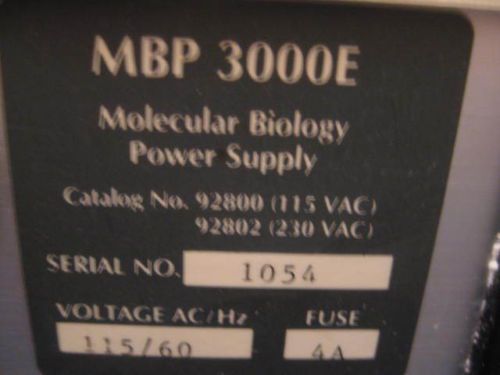 MBP 3000E
Molecular Biology
Power Supply
Catalog No. 92800 (115 VAC)
92802 (230 VAC)
SERIAL NO. 1054
VOLTAGE AC/Hz FUSE
115/60 4A